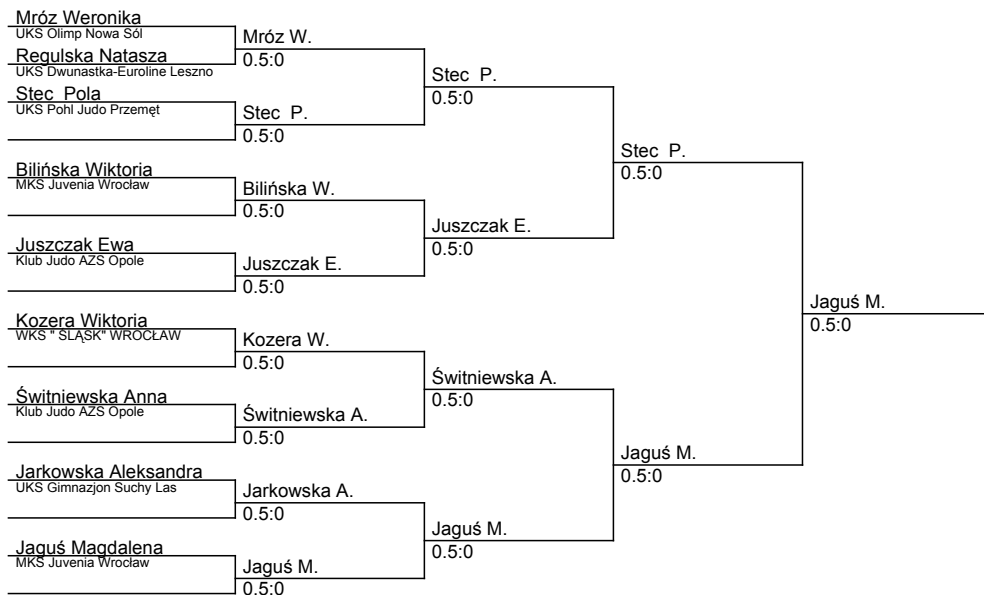 Mróz Weronika
UKS Olimp Nowa Sól
Regulska Natasza
UKS Dwunastka-Euroline Leszno
Stec Pola
UKS Pohl Judo Przemęt
Bilińska Wiktoria
MKS Juvenia Wrocław
Juszczak Ewa
Klub Judo AZS Opole
Kozera Wiktoria
WKS " ŚLĄSK" WROCŁAW
Świtniewska Anna
Klub Judo AZS Opole
Jarkowska Aleksandra
UKS Gimnazjon Suchy Las
Jaguś Magdalena
MKS Juvenia Wrocław
Mróz W.
0.5:0
Stec P.
0.5:0
Bilińska W.
0.5:0
Juszczak E.
0.5:0
Kozera W.
0.5:0
Świtniewska A.
0.5:0
Jarkowska A.
0.5:0
Jaguś M.
0.5:0
Stec P.
0.5:0
Juszczak E.
0.5:0
Świtniewska A.
0.5:0
Jaguś M.
0.5:0
Stec P.
0.5:0
Jaguś M.
0.5:0
Jaguś M.
0.5:0